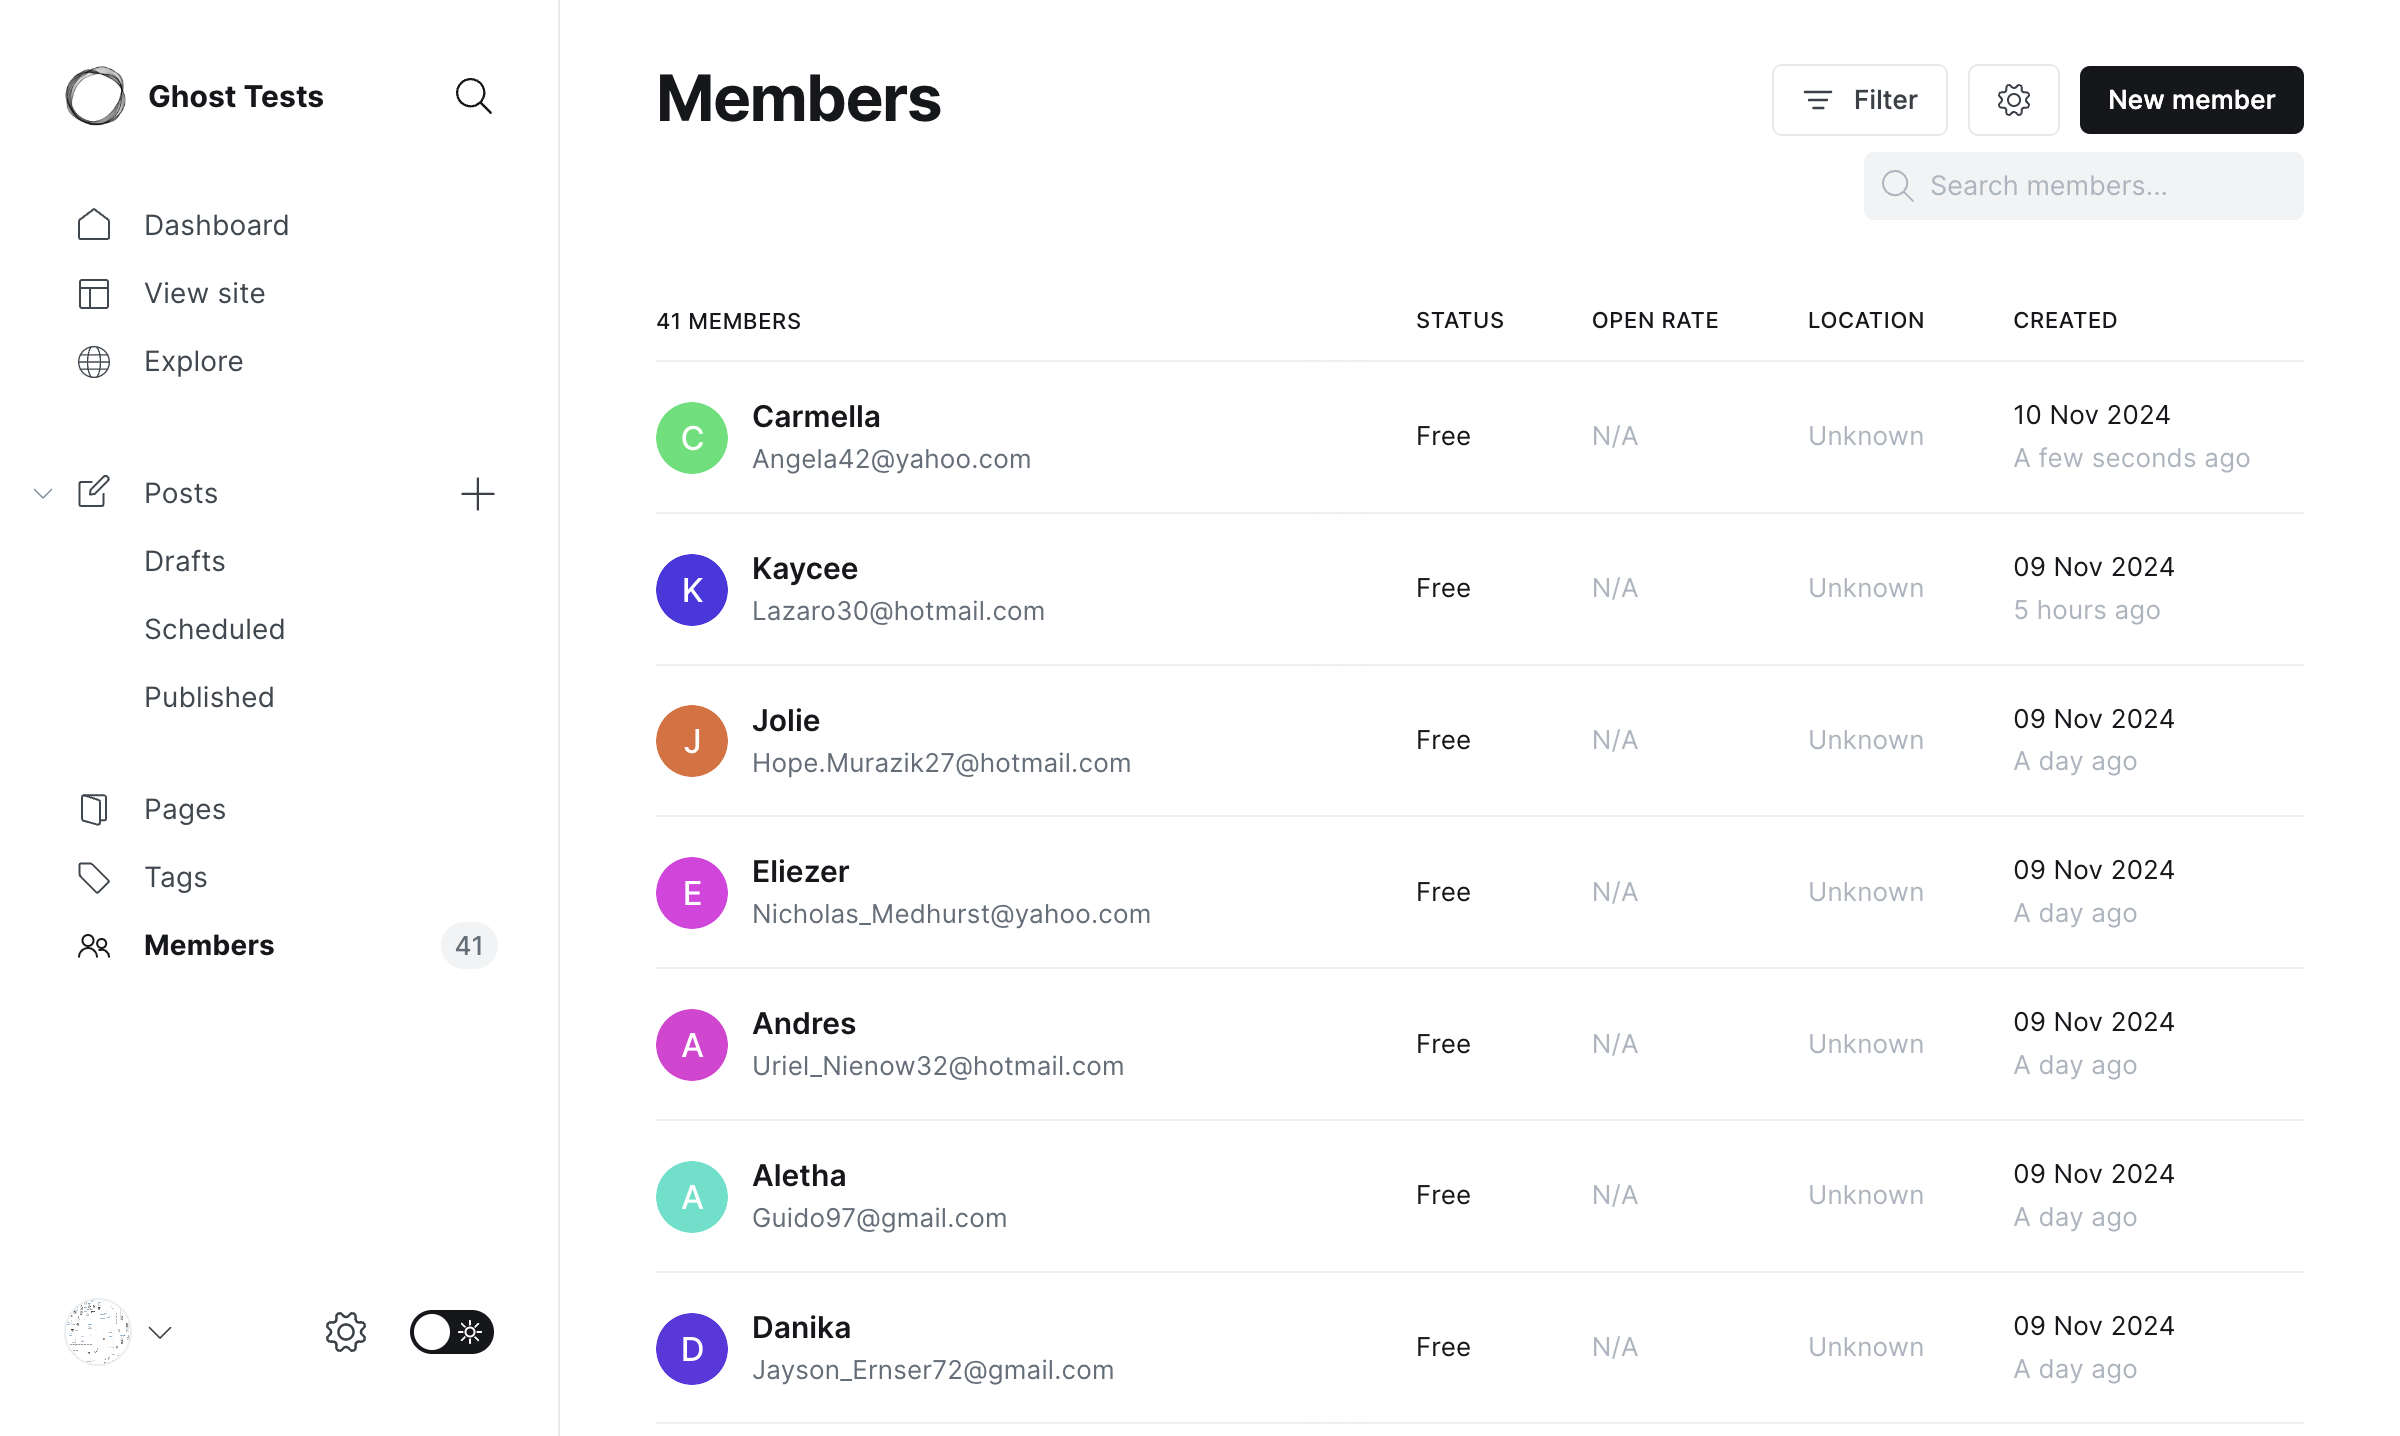 Ghost Tests
Dashboard
View site
Explore
Posts
Drafts
Scheduled
Published
Pages
Tags
Members 41
Members
Filter
New member
Search members...
41 MEMBERS STATUS OPEN RATE LOCATION CREATED
C Carmella Angela42@yahoo.com Free N/A Unknown 10 Nov 2024 A few seconds ago
K Kaycee Lazaro30@hotmail.com Free N/A Unknown 09 Nov 2024 5 hours ago
J Jolie Hope.Murazik27@hotmail.com Free N/A Unknown 09 Nov 2024 A day ago
E Eliezer Nicholas_Medhurst@yahoo.com Free N/A Unknown 09 Nov 2024 A day ago
A Andres Uriel_Nienow32@hotmail.com Free N/A Unknown 09 Nov 2024 A day ago
A Aletha Guido97@gmail.com Free N/A Unknown 09 Nov 2024 A day ago
D Danika Jayson_Ernser72@gmail.com Free N/A Unknown 09 Nov 2024 A day ago